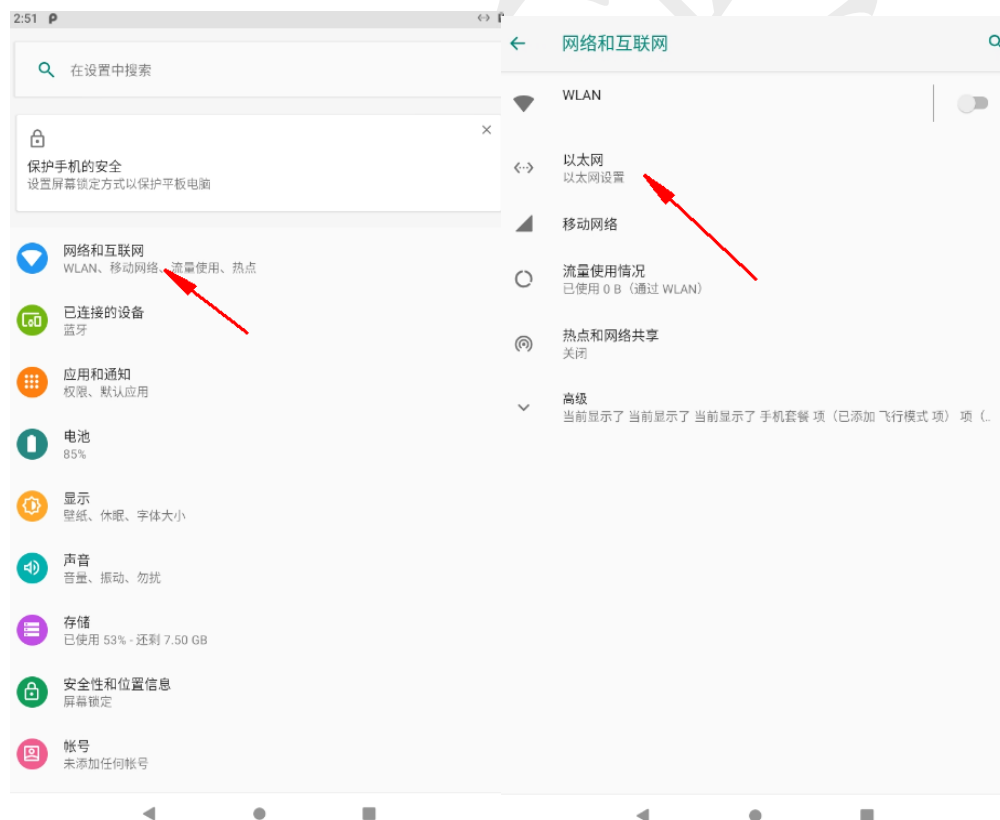 2:51
在设置中搜索
保护手机的安全
设置屏幕锁定方式以保护平板电脑
网络和互联网
WLAN、移动网络、流量使用、热点
已连接的设备
蓝牙
应用和通知
权限、默认应用
电池
85%
显示
壁纸、休眠、字体大小
声音
音量、振动、勿扰
存储
已使用 53% - 还剩 7.50 GB
安全性和位置信息
屏幕锁定
帐号
未添加任何帐号
网络和互联网
WLAN
以太网
以太网设置
移动网络
流量使用情况
已使用 0 B（通过 WLAN）
热点和网络共享
关闭
高级
当前显示了 当前显示了 当前显示了 手机套餐 项（已添加 飞行模式 项） 项（..